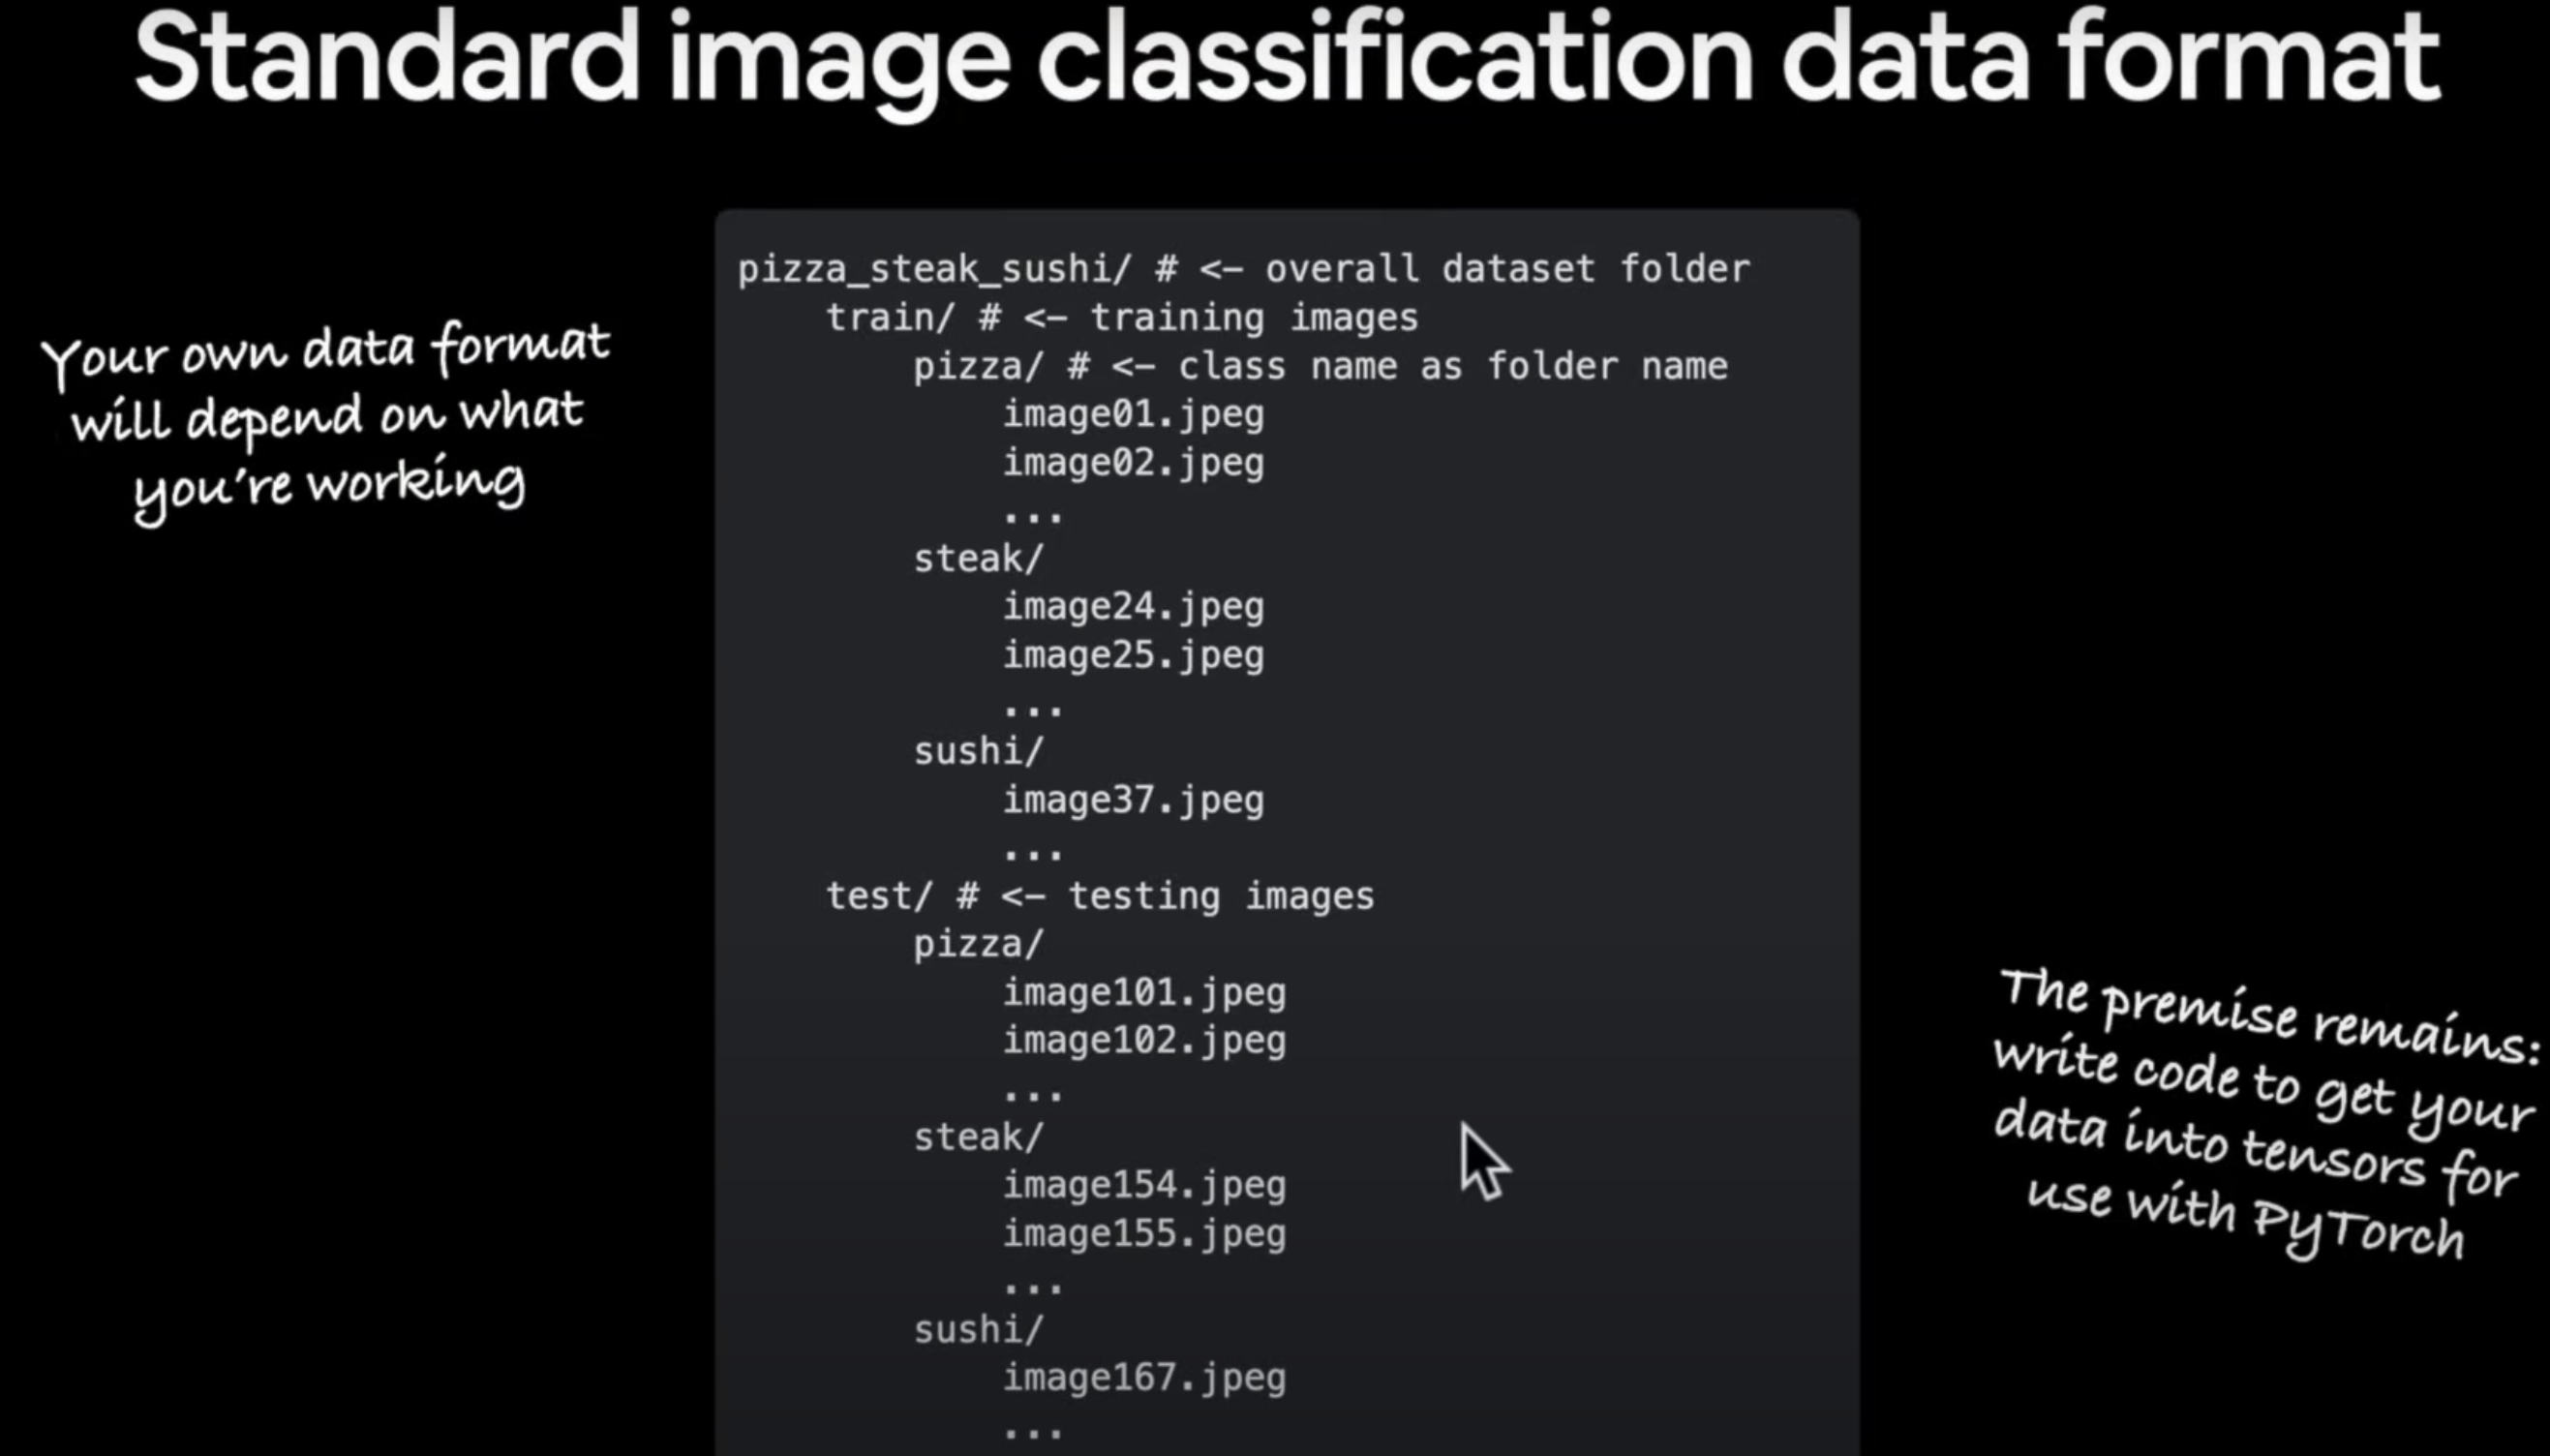 Standard image classification data format
Your own data format
will depend on what
you're working
pizza_steak_sushi/ # <- overall dataset folder
train/ # <- training images
pizza/ # <- class name as folder name
image01.jpeg
image02.jpeg
...
steak/
image24.jpeg
image25.jpeg
...
sushi/
image37.jpeg
...
test/ # <- testing images
pizza/
image101.jpeg
image102.jpeg
...
steak/
image154.jpeg
image155.jpeg
...
sushi/
image167.jpeg
...
The premise remains:
write code to get your
data into tensors for
use with PyTorch